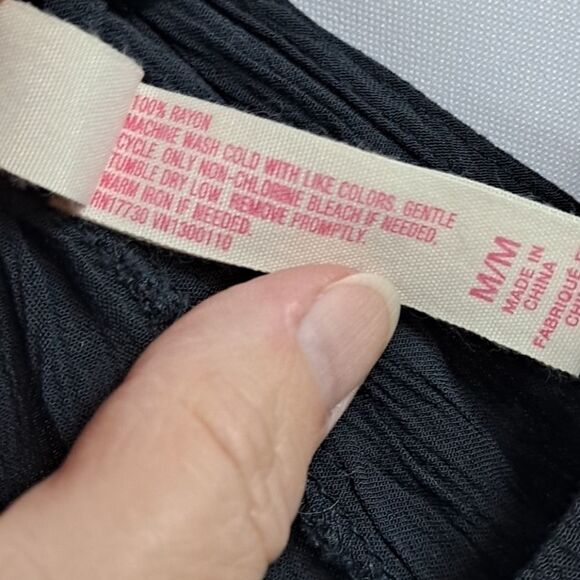 100% RAYON
MACHINE WASH COLD WITH LIKE COLORS. GENTLE
CYCLE. ONLY NON-CHLORINE BLEACH IF NEEDED.
TUMBLE DRY LOW. REMOVE PROMPTLY.
WARM IRON IF NEEDED.
RN17730 VN1300110
M/M
MADE IN
CHINA